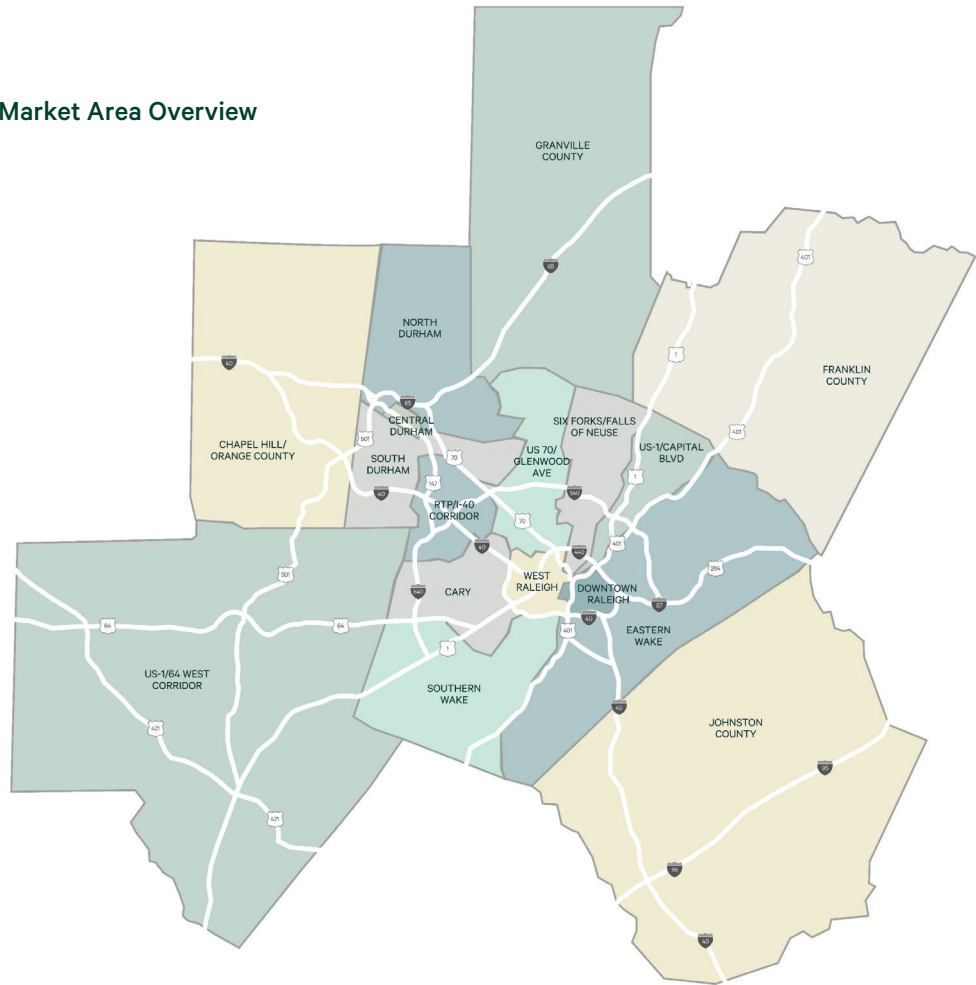 Market Area Overview
GRANVILLE
COUNTY
401
85
NORTH
DURHAM
1
40
FRANKLIN
COUNTY
85
CENTRAL
DURHAM
SIX FORKS/FALLS
OF NEUSE
401
501
CHAPEL HILL/
ORANGE COUNTY
SOUTH
DURHAM
70
US 70/
GLENWOOD
AVE
US-1/CAPITAL
BLVD
1
147
40
540
RTP/I-40
CORRIDOR
70
401
40
440
501
WEST
RALEIGH
264
540
CARY
DOWNTOWN
RALEIGH
87
40
64
64
401
EASTERN
WAKE
1
US-1/64 WEST
CORRIDOR
SOUTHERN
WAKE
40
421
JOHNSTON
COUNTY
95
421
95
40